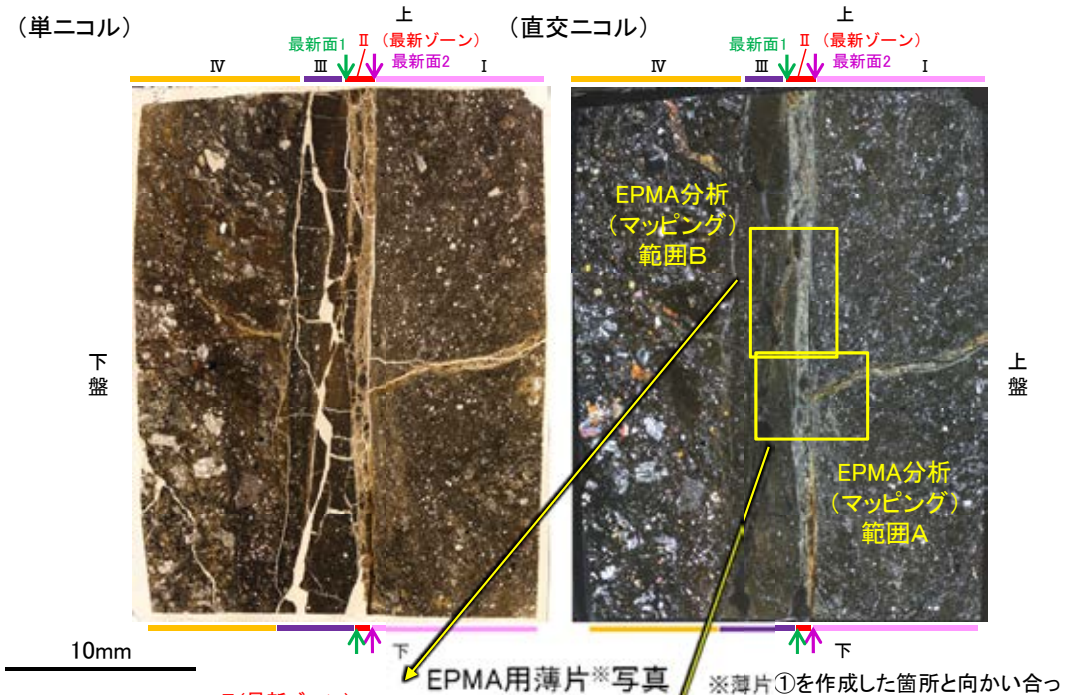 (単ニコル)
上
最新面1
Ⅱ (最新ゾーン)
最新面2
Ⅳ
Ⅲ
Ⅰ
下
盤
(直交ニコル)
上
最新面1
Ⅱ (最新ゾーン)
最新面2
Ⅳ
Ⅲ
Ⅰ
EPMA分析
(マッピング)
範囲B
EPMA分析
(マッピング)
範囲A
上
盤
10mm
下
下
EPMA用薄片※写真
※薄片①を作成した箇所と向かい合っ